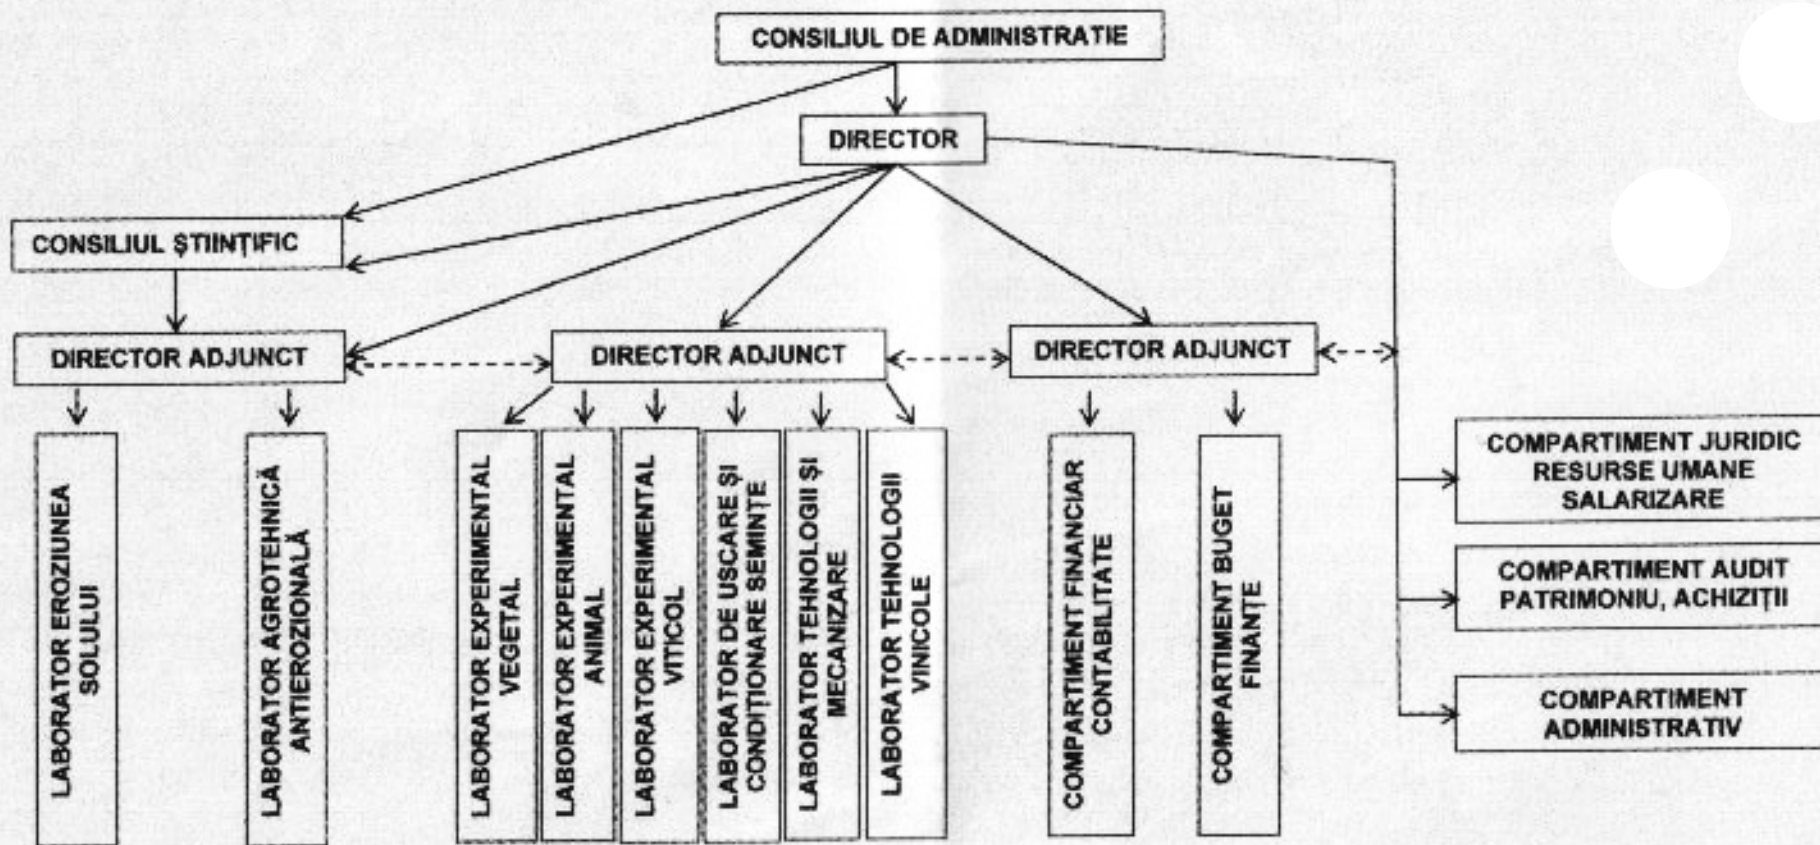 CONSILIUL DE ADMINISTRATIE
DIRECTOR
CONSILIUL ŞTIINŢIFIC
DIRECTOR ADJUNCT
DIRECTOR ADJUNCT
DIRECTOR ADJUNCT
LABORATOR EROZIUNEA
SOLULUI
LABORATOR AGROTEHNICĂ
ANTIEROZIONALĂ
LABORATOR EXPERIMENTAL
VEGETAL
LABORATOR EXPERIMENTAL
ANIMAL
LABORATOR EXPERIMENTAL
VITICOL
LABORATOR DE USCARE ŞI
CONDIŢIONARE SEMINŢE
LABORATOR TEHNOLOGII ŞI
MECANIZARE
LABORATOR TEHNOLOGII
VINICOLE
COMPARTIMENT FINANCIAR
CONTABILITATE
COMPARTIMENT BUGET
FINANŢE
COMPARTIMENT JURIDIC
RESURSE UMANE
SALARIZARE
COMPARTIMENT AUDIT
PATRIMONIU, ACHIZIŢII
COMPARTIMENT
ADMINISTRATIV